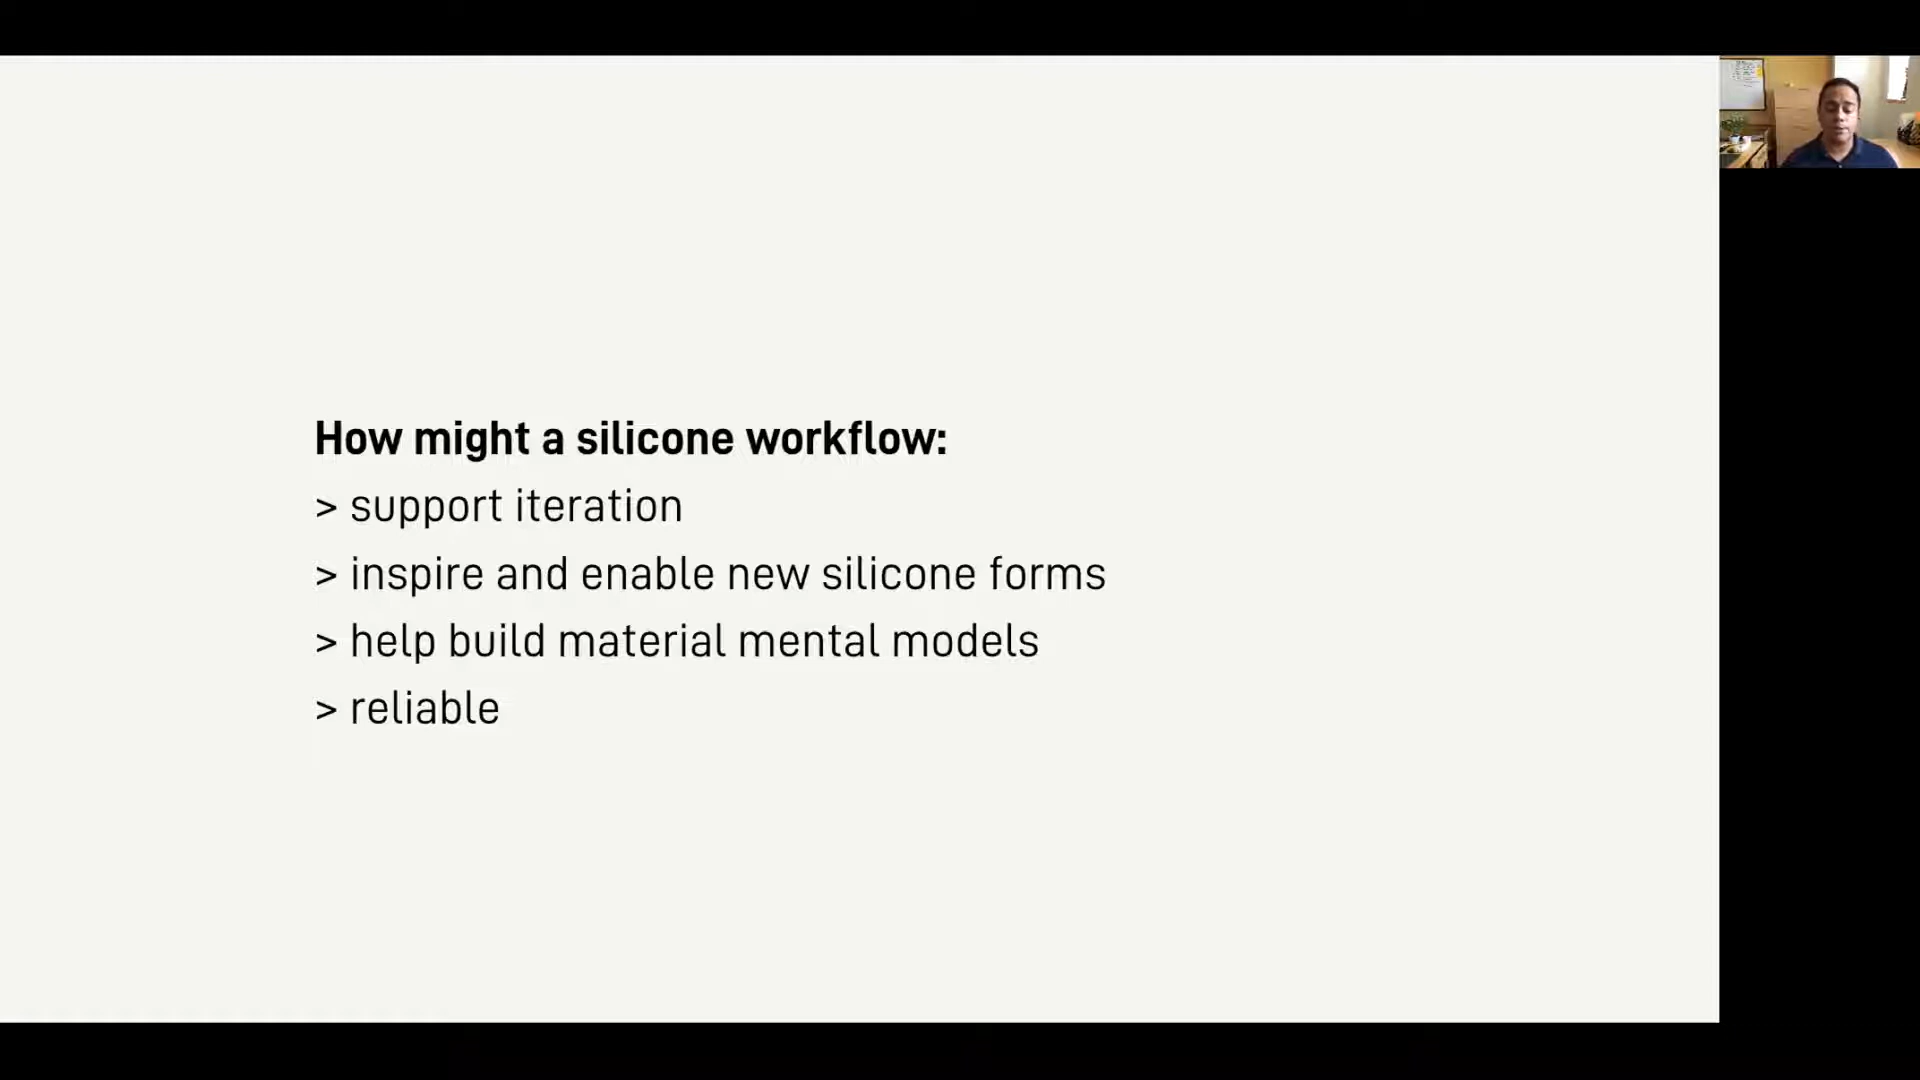 How might a silicone workflow:
> support iteration
> inspire and enable new silicone forms
> help build material mental models
> reliable